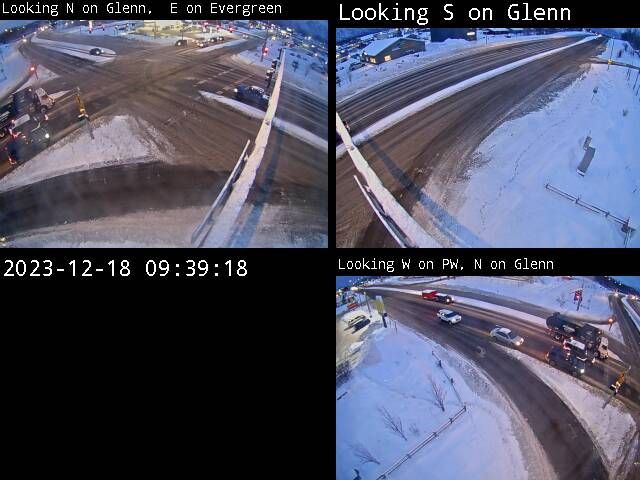 Looking N on Glenn,  E on Evergreen
Looking S on Glenn
2023-12-18 09:39:18
Looking W on PW, N on Glenn